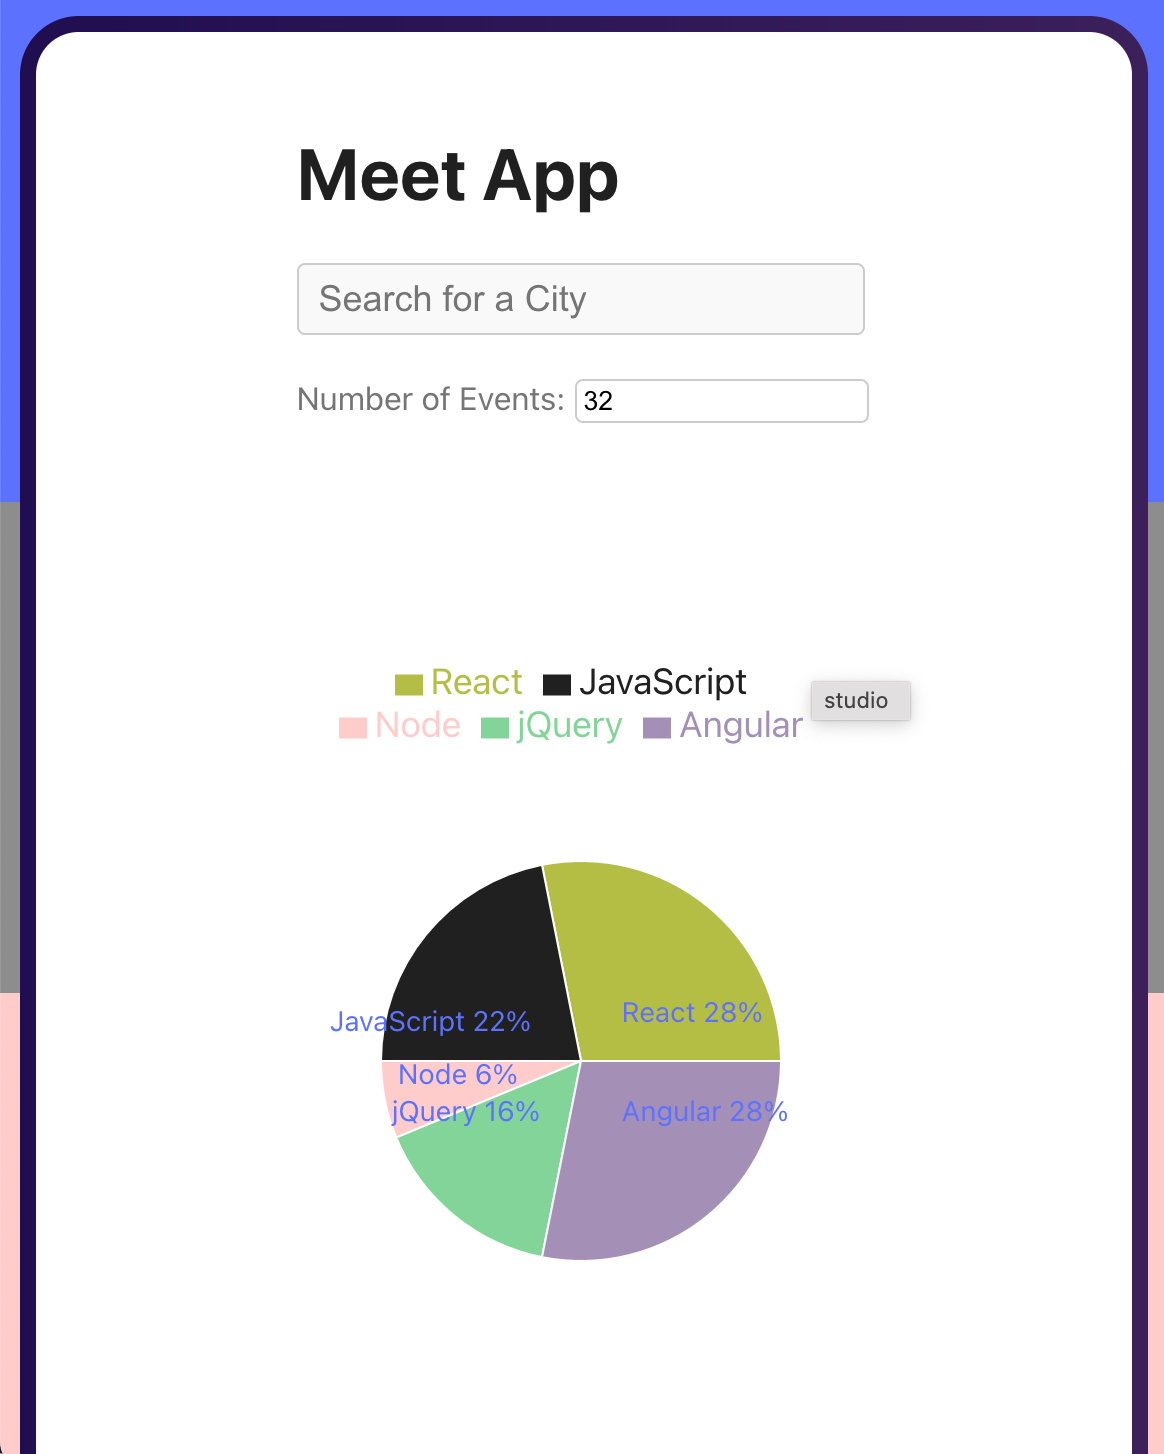 Meet App
Search for a City
Number of Events: 32
React JavaScript
studio
Node jQuery Angular
React 28%
JavaScript 22%
Node 6%
jQuery 16%
Angular 28%